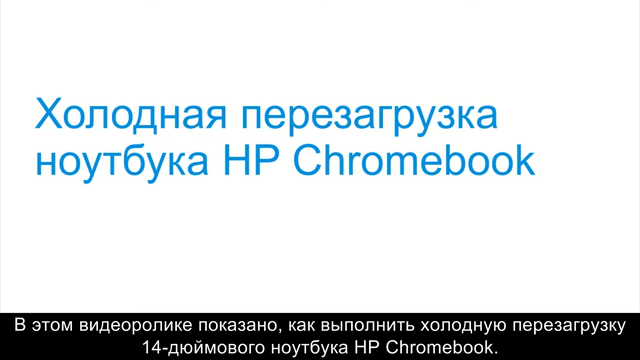 Холодная перезагрузка
ноутбука HP Chromebook
В этом видеоролике показано, как выполнить холодную перезагрузку
14-дюймового ноутбука HP Chromebook.